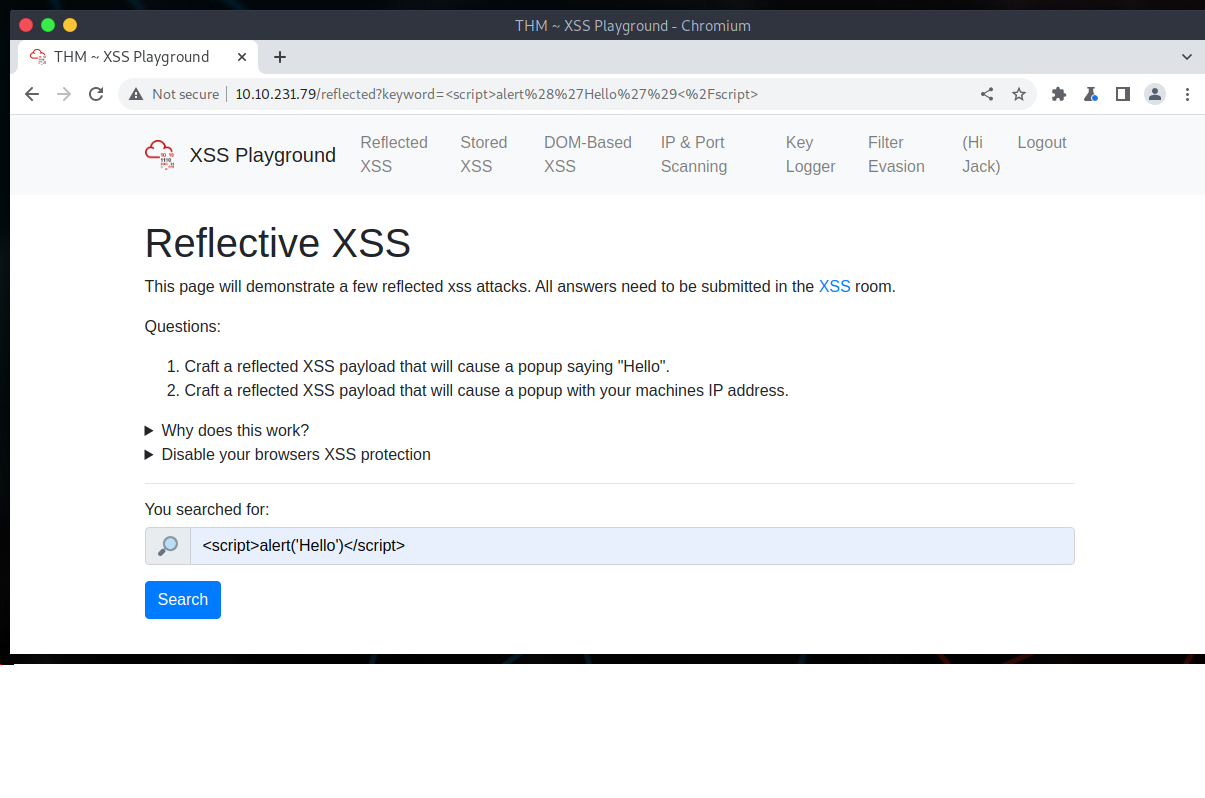 THM ~ XSS Playground - Chromium
THM ~ XSS Playground
Not secure 10.10.231.79/reflected?keyword=<script>alert%28%27Hello%27%29<%2Fscript>
XSS Playground
Reflected XSS
Stored XSS
DOM-Based XSS
IP & Port Scanning
Key Logger
Filter Evasion
(Hi Jack)
Logout
Reflective XSS
This page will demonstrate a few reflected xss attacks. All answers need to be submitted in the XSS room.
Questions:
1. Craft a reflected XSS payload that will cause a popup saying "Hello".
2. Craft a reflected XSS payload that will cause a popup with your machines IP address.
Why does this work?
Disable your browsers XSS protection
You searched for:
<script>alert('Hello')</script>
Search